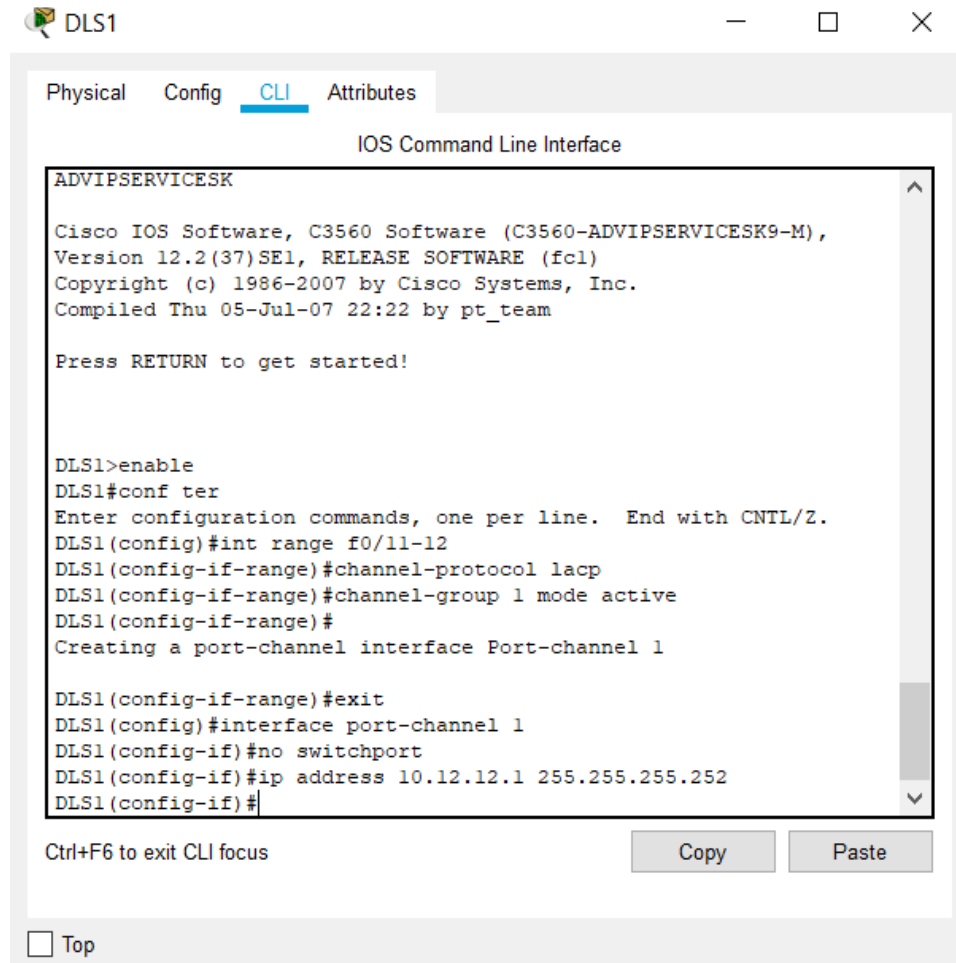 DLS1
Physical Config CLI Attributes
IOS Command Line Interface
ADVIPSERVICESK
Cisco IOS Software, C3560 Software (C3560-ADVIPSERVICESK9-M),
Version 12.2(37)SE1, RELEASE SOFTWARE (fc1)
Copyright (c) 1986-2007 by Cisco Systems, Inc.
Compiled Thu 05-Jul-07 22:22 by pt_team
Press RETURN to get started!
DLS1>enable
DLS1#conf ter
Enter configuration commands, one per line.  End with CNTL/Z.
DLS1(config)#int range f0/11-12
DLS1(config-if-range)#channel-protocol lacp
DLS1(config-if-range)#channel-group 1 mode active
DLS1(config-if-range)#
Creating a port-channel interface Port-channel 1
DLS1(config-if-range)#exit
DLS1(config)#interface port-channel 1
DLS1(config-if)#no switchport
DLS1(config-if)#ip address 10.12.12.1 255.255.255.252
DLS1(config-if)#
Ctrl+F6 to exit CLI focus
Copy Paste
Top